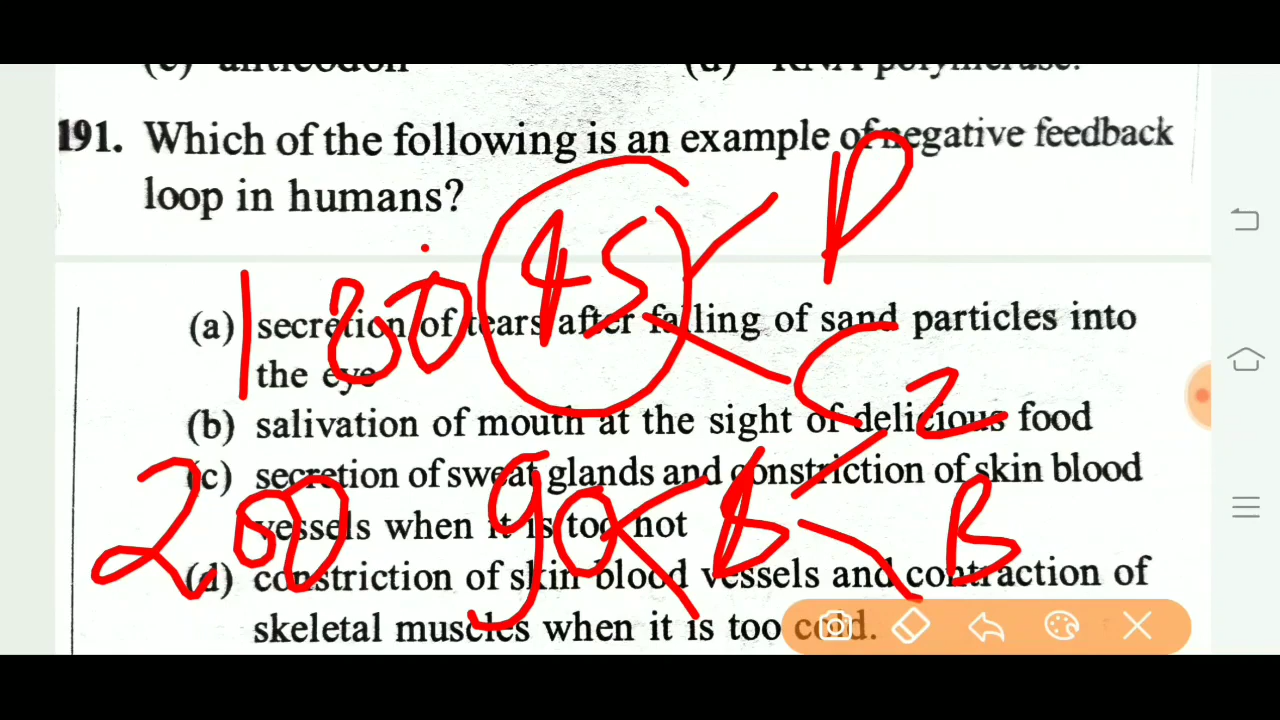 (c) anticodon (d) RNA polymerase.
191. Which of the following is an example of negative feedback
loop in humans?
(a) secretion of tears after falling of sand particles into
the eye
(b) salivation of mouth at the sight of delicious food
(c) secretion of sweat glands and constriction of skin blood
vessels when it is too hot
(d) constriction of skin blood vessels and contraction of
skeletal muscles when it is too cold.
180
45
P
C
Z
200
90
B